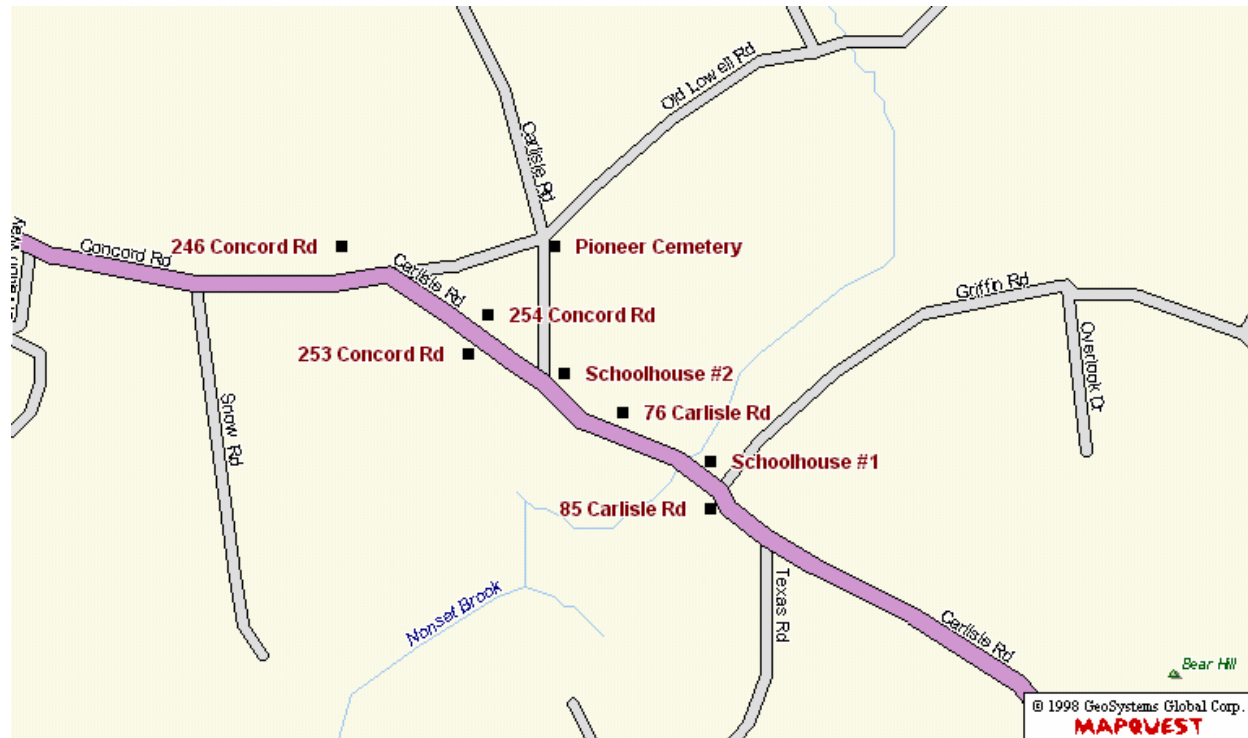 Old Lowell Rd
Carlisle Rd
Concord Rd
246 Concord Rd
Pioneer Cemetery
Carlisle Rd
Griffin Rd
254 Concord Rd
253 Concord Rd
Schoolhouse #2
Overlook Dr
Snow Rd
76 Carlisle Rd
Schoolhouse #1
85 Carlisle Rd
Nonset Brook
Texas Rd
Carlisle Rd
Bear Hill
© 1998 GeoSystems Global Corp.
MAPQUEST